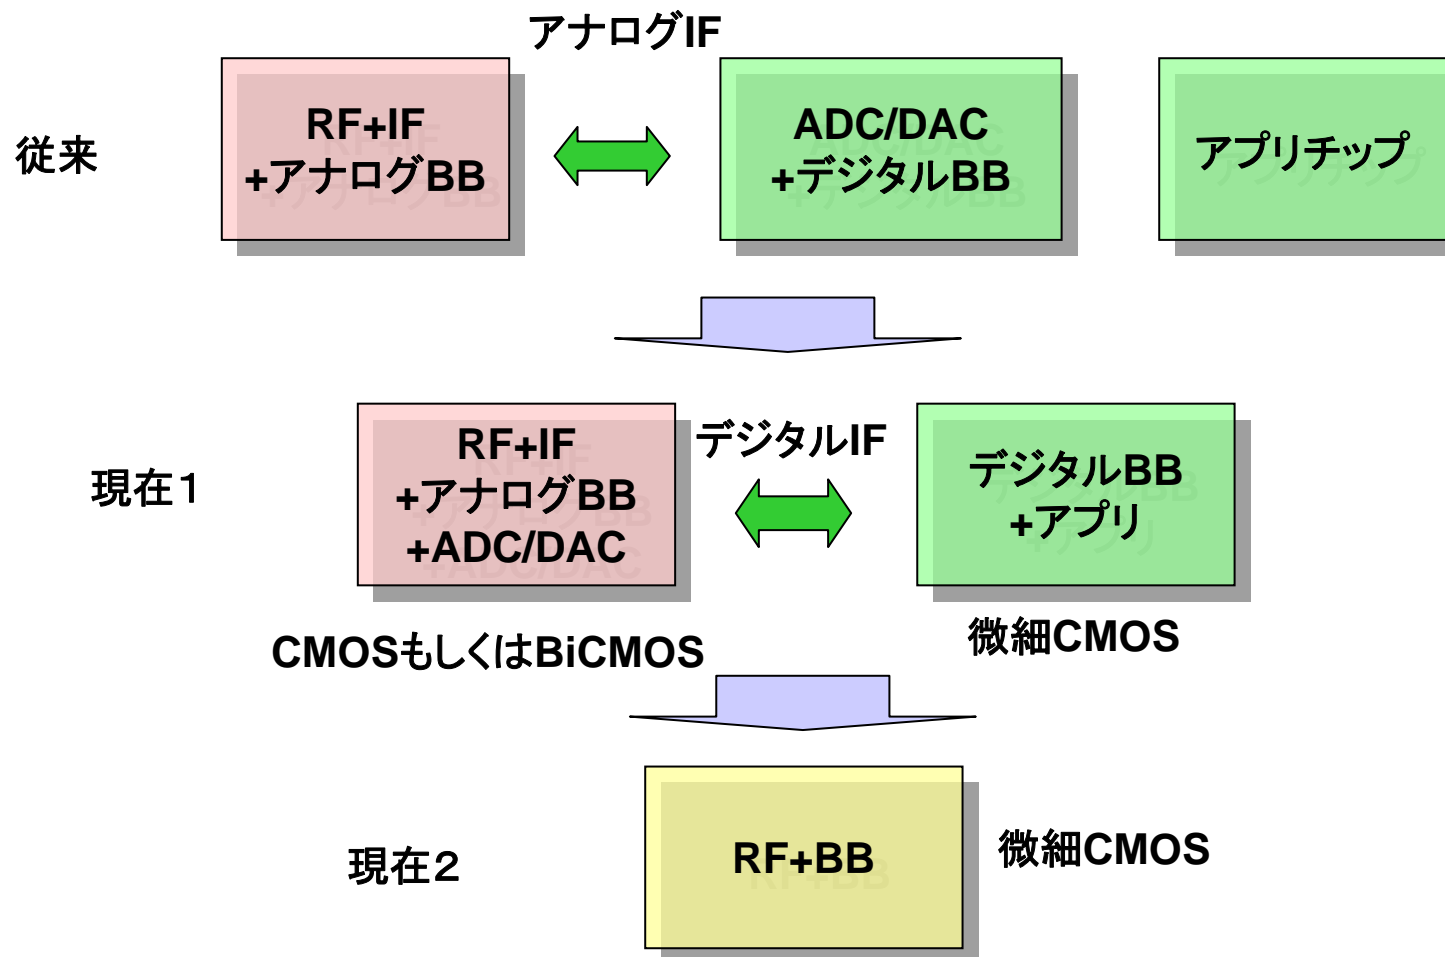 アナログIF
従来
RF+IF
+アナログBB
ADC/DAC
+デジタルBB
アプリチップ
現在１
RF+IF
+アナログBB
+ADC/DAC
デジタルIF
デジタルBB
+アプリ
CMOSもしくはBiCMOS
微細CMOS
現在２
RF+BB
微細CMOS